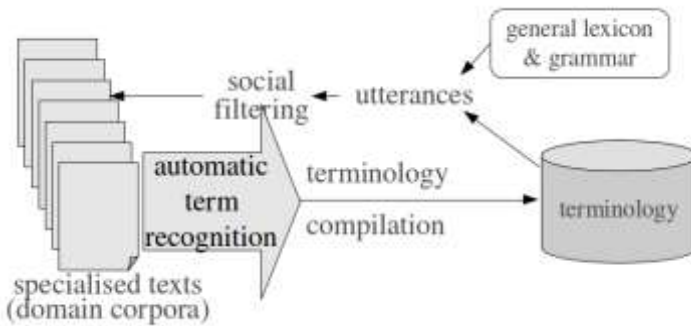 general lexicon
& grammar
social
filtering
utterances
automatic
term
recognition
terminology
compilation
terminology
specialised texts
(domain corpora)